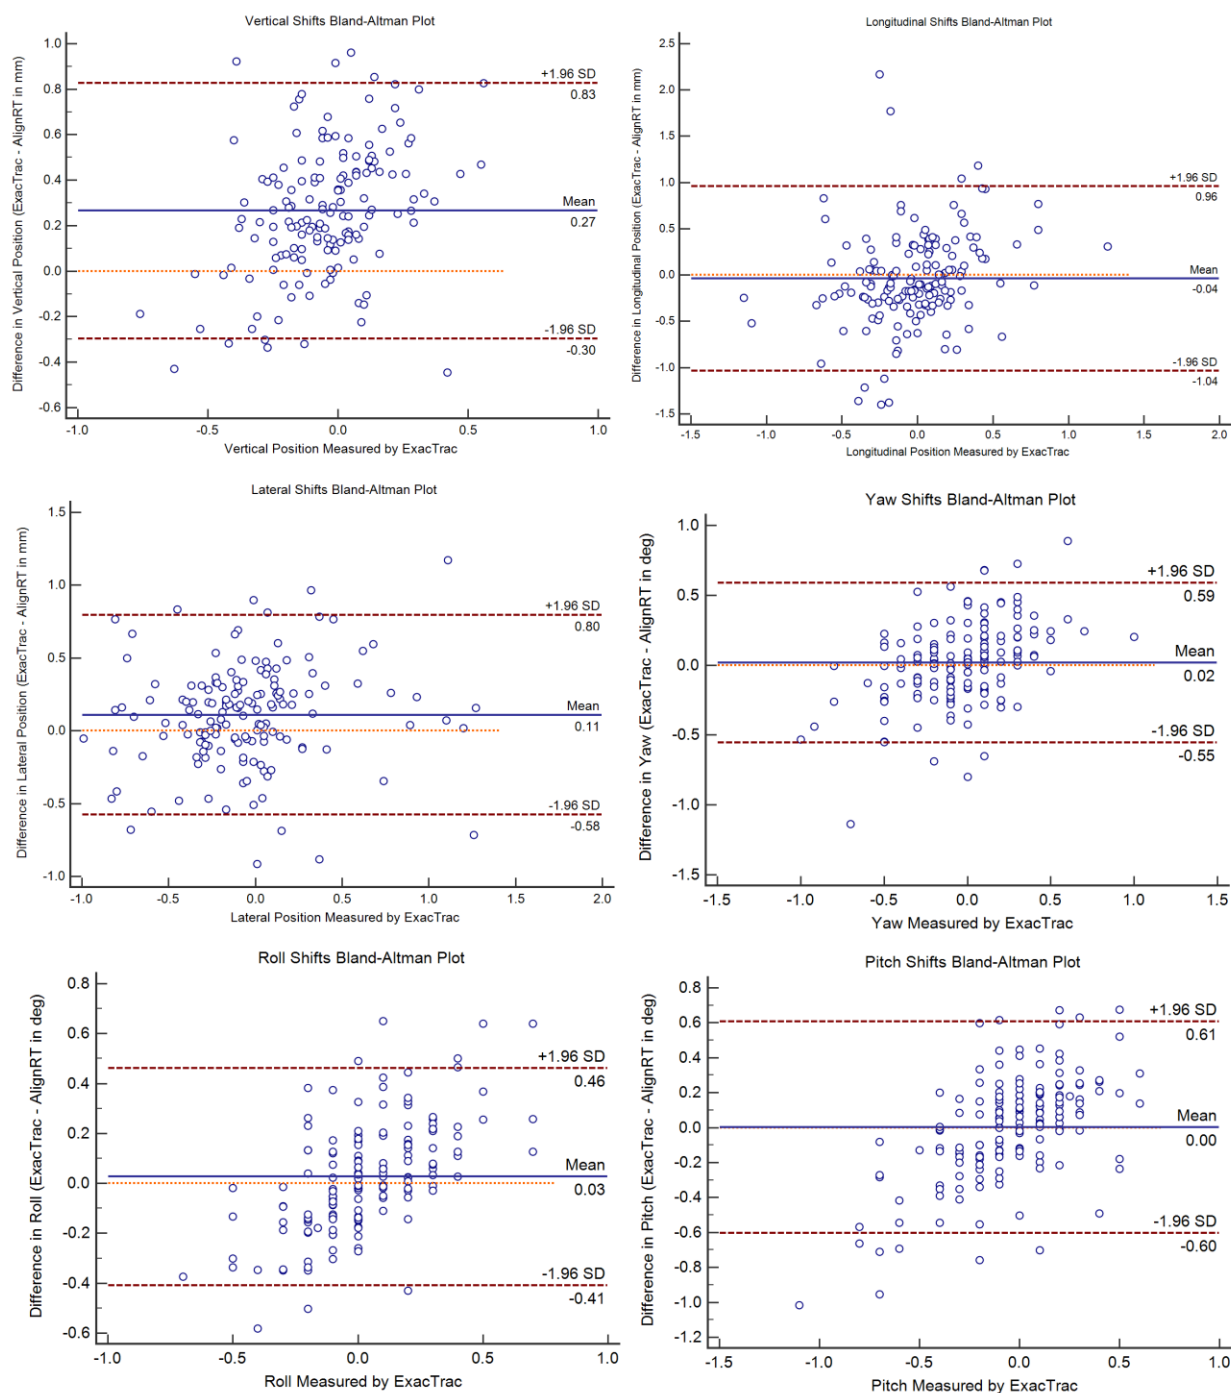 Vertical Shifts Bland-Altman Plot
Difference in Vertical Position (ExacTrac - AlignRT in mm)
1.0
0.8
0.6
0.4
0.2
0.0
-0.2
-0.4
-0.6
+1.96 SD
0.83
Mean
0.27
-1.96 SD
-0.30
-1.0
-0.5
0.0
0.5
1.0
Vertical Position Measured by ExacTrac
Longitudinal Shifts Bland-Altman Plot
Difference in Longitudinal Position (ExacTrac - AlignRT in mm)
2.5
2.0
1.5
1.0
0.5
0.0
-0.5
-1.0
-1.5
+1.96 SD
0.96
Mean
-0.04
-1.96 SD
-1.04
-1.5
-1.0
-0.5
0.0
0.5
1.0
1.5
2.0
Longitudinal Position Measured by ExacTrac
Lateral Shifts Bland-Altman Plot
Difference in Lateral Position (ExacTrac - AlignRT in mm)
1.5
1.0
0.5
0.0
-0.5
-1.0
+1.96 SD
0.80
Mean
0.11
-1.96 SD
-0.58
-1.0
-0.5
0.0
0.5
1.0
1.5
2.0
Lateral Position Measured by ExacTrac
Yaw Shifts Bland-Altman Plot
Difference in Yaw (ExacTrac - AlignRT in deg)
1.0
0.5
0.0
-0.5
-1.0
-1.5
+1.96 SD
0.59
Mean
0.02
-1.96 SD
-0.55
-1.5
-1.0
-0.5
0.0
0.5
1.0
1.5
Yaw Measured by ExacTrac
Roll Shifts Bland-Altman Plot
Difference in Roll (ExacTrac - AlignRT in deg)
0.8
0.6
0.4
0.2
0.0
-0.2
-0.4
-0.6
+1.96 SD
0.46
Mean
0.03
-1.96 SD
-0.41
-1.0
-0.5
0.0
0.5
1.0
Roll Measured by ExacTrac
Pitch Shifts Bland-Altman Plot
Difference in Pitch (ExacTrac - AlignRT in deg)
0.8
0.6
0.4
0.2
0.0
-0.2
-0.4
-0.6
-0.8
-1.0
-1.2
+1.96 SD
0.61
Mean
0.00
-1.96 SD
-0.60
-1.5
-1.0
-0.5
0.0
0.5
1.0
Pitch Measured by ExacTrac